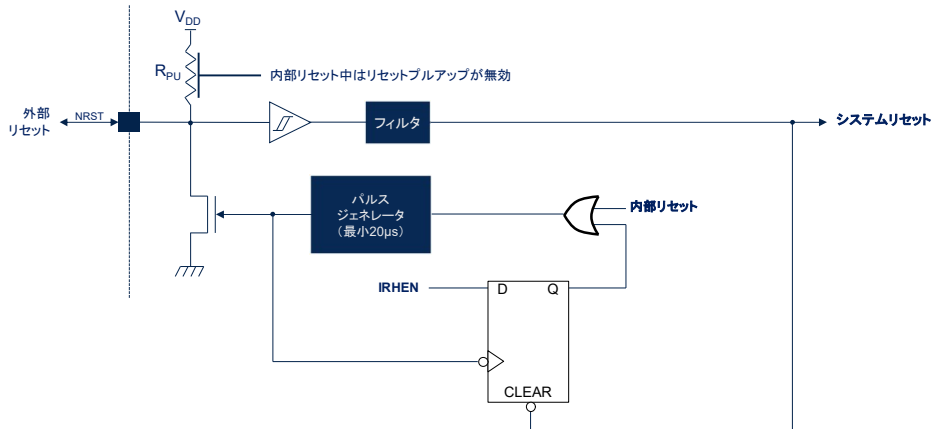 VDD
RPU
内部リセット中はリセットプルアップが無効
外部
リセット
NRST
フィルタ
システムリセット
パルス
ジェネレータ
（最小20µs）
内部リセット
IRHEN
D
Q
CLEAR